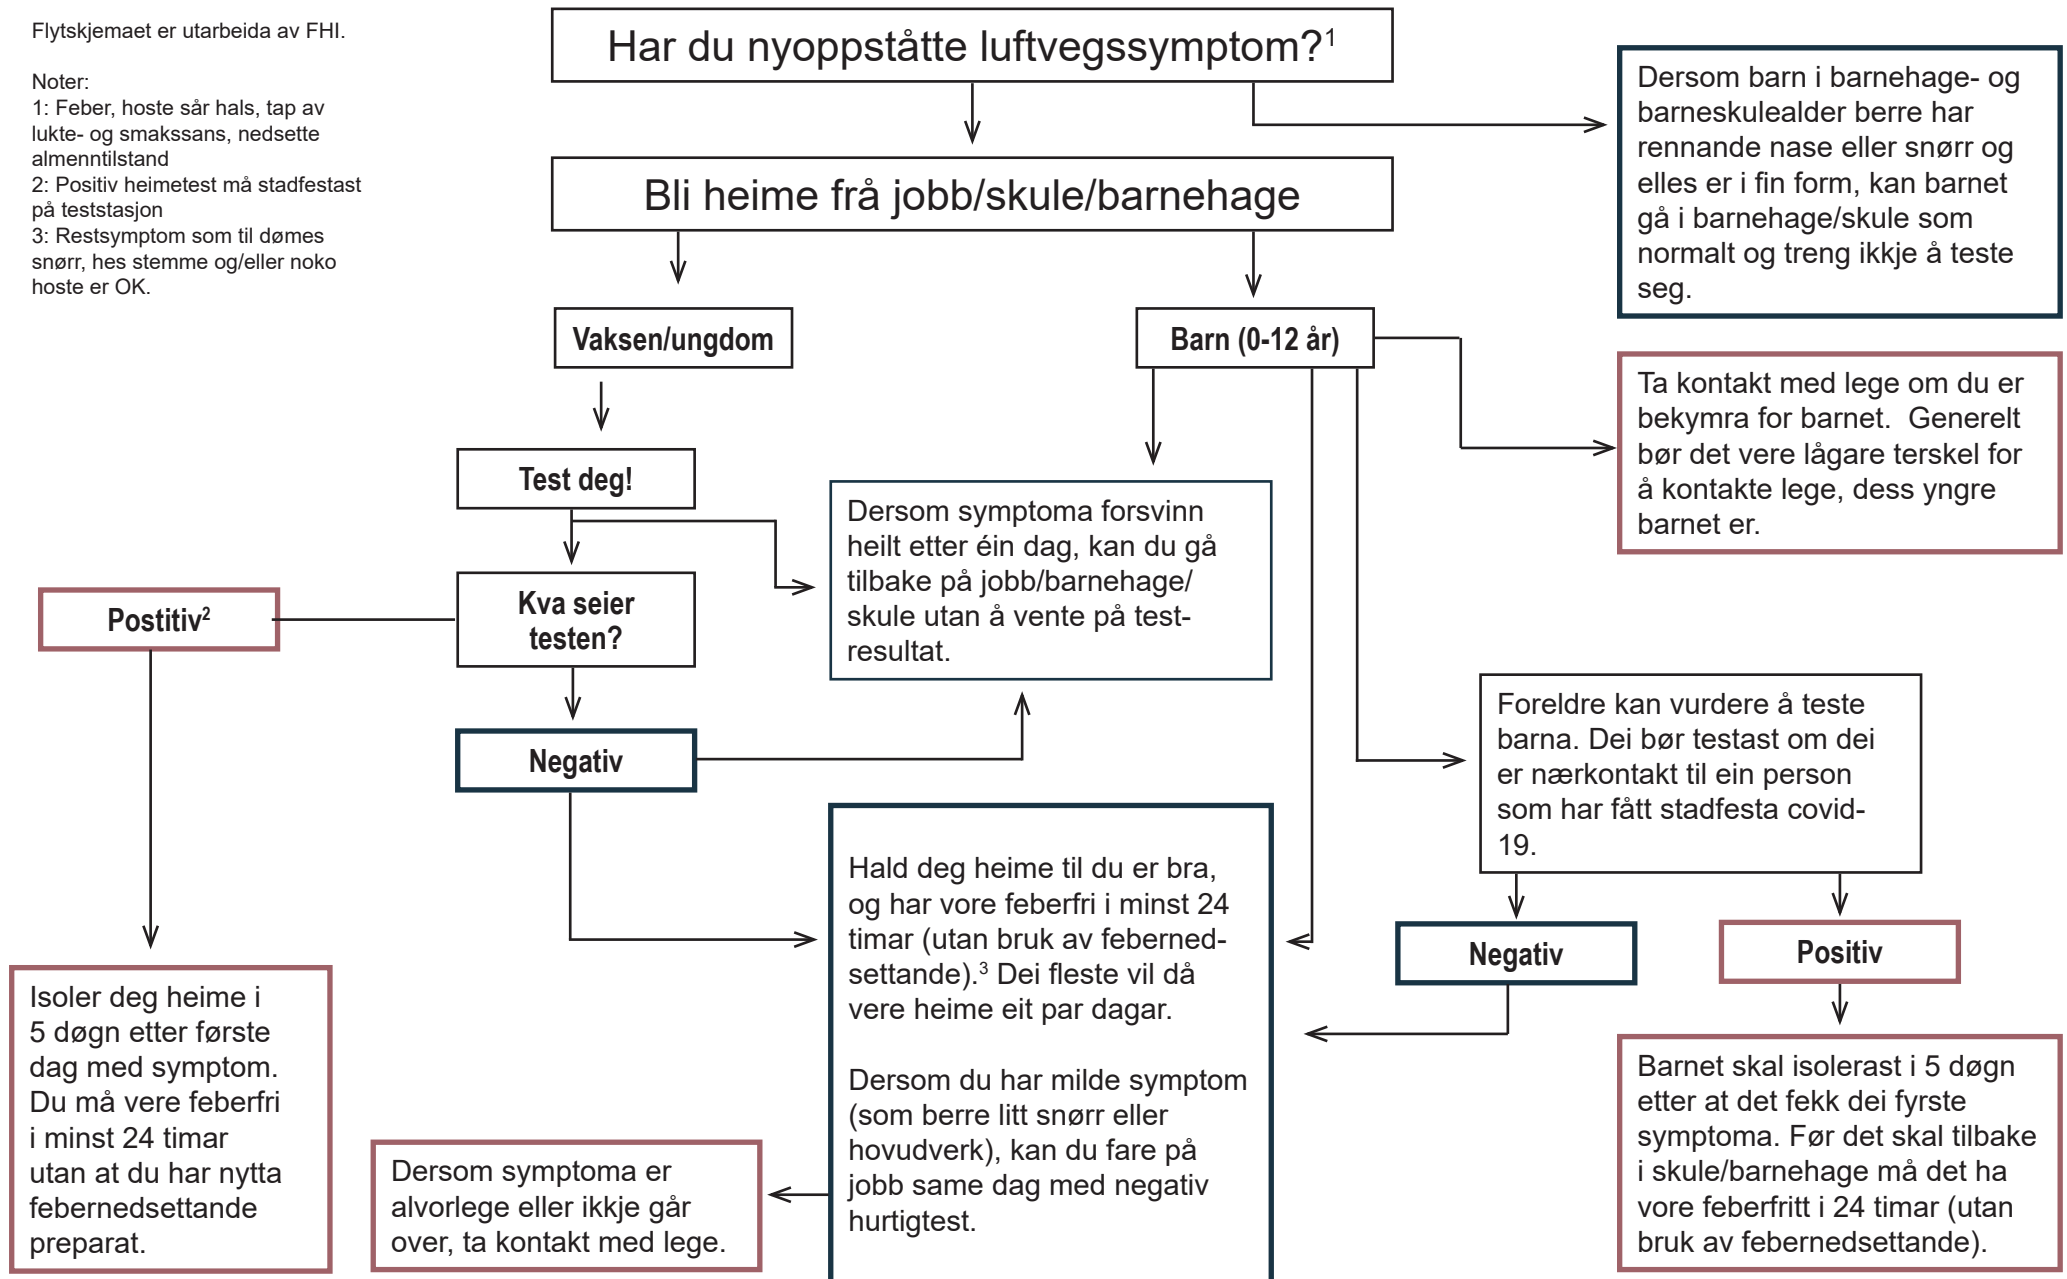 Flytskjemaet er utarbeida av FHI.
Noter:
1: Feber, hoste sår hals, tap av
lukte- og smakssans, nedsette
almenntilstand
2: Positiv heimetest må stadfestast
på teststasjon
3: Restsymptom som til dømes
snørr, hes stemme og/eller noko
hoste er OK.
Har du nyoppståtte luftvegssymptom?1
Dersom barn i barnehage- og
barneskulealder berre har
rennande nase eller snørr og
elles er i fin form, kan barnet
gå i barnehage/skule som
normalt og treng ikkje å teste
seg.
Bli heime frå jobb/skule/barnehage
Vaksen/ungdom
Barn (0-12 år)
Ta kontakt med lege om du er
bekymra for barnet.  Generelt
bør det vere lågare terskel for
å kontakte lege, dess yngre
barnet er.
Test deg!
Dersom symptoma forsvinn
heilt etter éin dag, kan du gå
tilbake på jobb/barnehage/
skule utan å vente på test-
resultat.
Kva seier
testen?
Postitiv2
Negativ
Foreldre kan vurdere å teste
barna. Dei bør testast om dei
er nærkontakt til ein person
som har fått stadfesta covid-
19.
Hald deg heime til du er bra,
og har vore feberfri i minst 24
timar (utan bruk av feberned-
settande).3 Dei fleste vil då
vere heime eit par dagar.
Dersom du har milde symptom
(som berre litt snørr eller
hovudverk), kan du fare på
jobb same dag med negativ
hurtigtest.
Negativ
Positiv
Isoler deg heime i
5 døgn etter første
dag med symptom.
Du må vere feberfri
i minst 24 timar
utan at du har nytta
febernedsettande
preparat.
Dersom symptoma er
alvorlege eller ikkje går
over, ta kontakt med lege.
Barnet skal isolerast i 5 døgn
etter at det fekk dei fyrste
symptoma. Før det skal tilbake
i skule/barnehage må det ha
vore feberfritt i 24 timar (utan
bruk av febernedsettande).